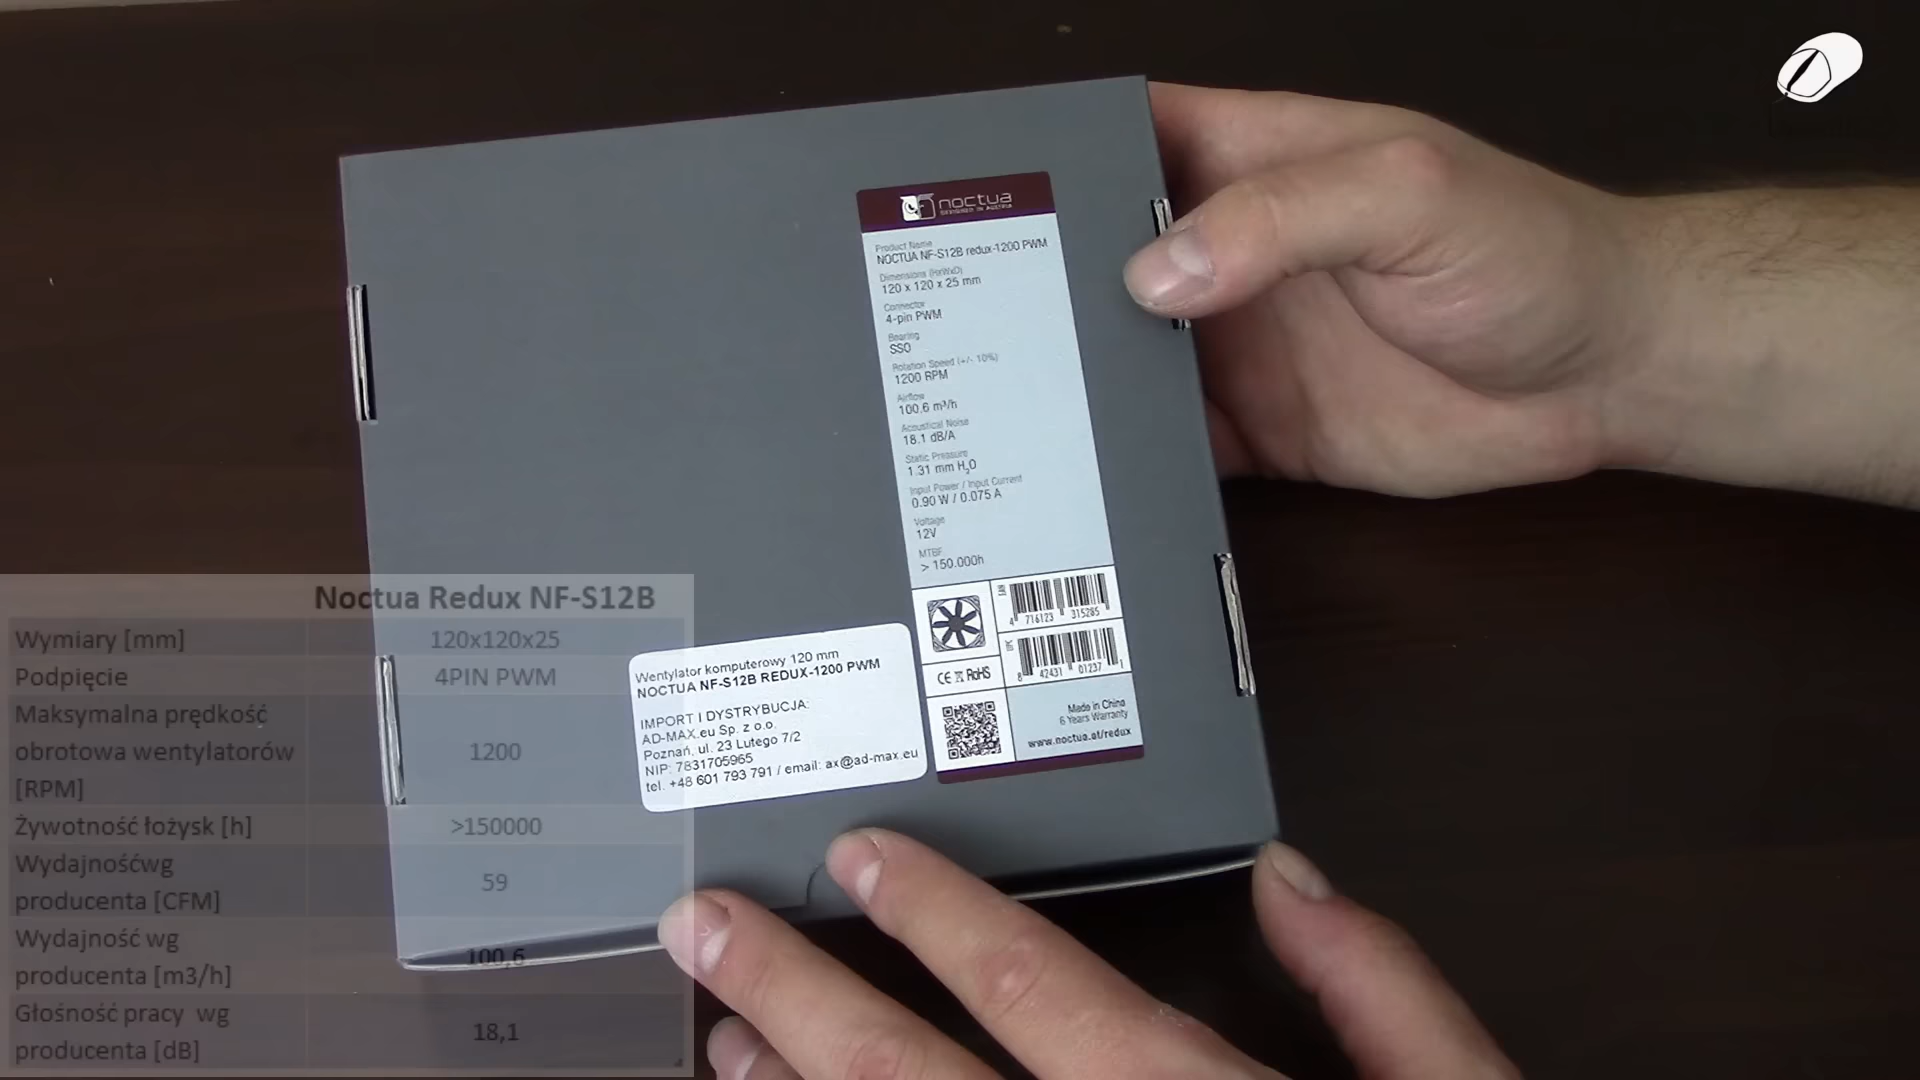 noctua
DESIGNED IN AUSTRIA
Product Name
NOCTUA NF-S12B redux-1200 PWM
Dimensions (HxWxD)
120 x 120 x 25 mm
Connector
4-pin PWM
Bearing
SSO
Rotation Speed (+/- 10%)
1200 RPM
Airflow
100,6 m³/h
Acoustical Noise
18.1 dB/A
Static Pressure
1.31 mm H₂O
Input Power / Input Current
0.90 W / 0.075 A
Voltage
12V
MTBF
> 150.000h
EAN
4 716123 315285
UPC
8 42431 01237 1
CE RoHS
Made in China
6 Years Warranty
www.noctua.at/redux
Wentylator komputerowy 120 mm
NOCTUA NF-S12B REDUX-1200 PWM
IMPORT I DYSTRYBUCJA:
AD-MAX.eu Sp. z o.o.
Poznań, ul. 23 Lutego 7/2
NIP: 7831705965
tel. +48 601 793 791 / email: ax@ad-max.eu
Noctua Redux NF-S12B
Wymiary [mm] 120x120x25
Podpięcie 4PIN PWM
Maksymalna prędkość
obrotowa wentylatorów 1200
[RPM]
Żywotność łożysk [h] >150000
Wydajnośćwg
producenta [CFM] 59
Wydajność wg
producenta [m3/h] 100,6
Głośność pracy wg
producenta [dB] 18,1